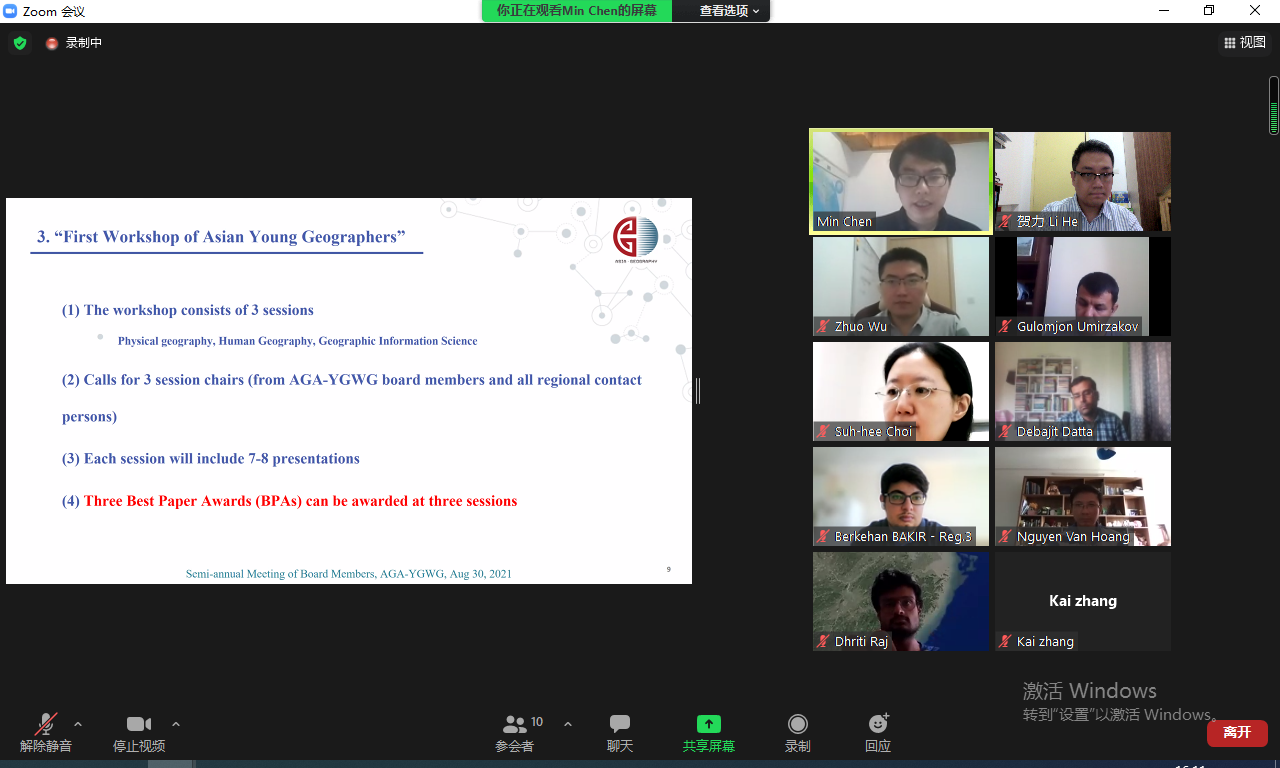 Zoom 会议
你正在观看Min Chen的屏幕
查看选项
录制中
视图
3. “First Workshop of Asian Young Geographers”
ASIA · GEOGRAPHY
(1) The workshop consists of 3 sessions
Physical geography, Human Geography, Geographic Information Science
(2) Calls for 3 session chairs (from AGA-YGWG board members and all regional contact
persons)
(3) Each session will include 7-8 presentations
(4) Three Best Paper Awards (BPAs) can be awarded at three sessions
Semi-annual Meeting of Board Members, AGA-YGWG, Aug 30, 2021
9
Min Chen
贺力 Li He
Zhuo Wu
Gulomjon Umirzakov
Suh-hee Choi
Debajit Datta
Berkehan BAKIR - Reg.3
Nguyen Van Hoang
Dhriti Raj
Kai zhang
Kai zhang
激活 Windows
转到“设置”以激活 Windows。
解除静音
停止视频
10
参会者
聊天
共享屏幕
录制
回应
离开